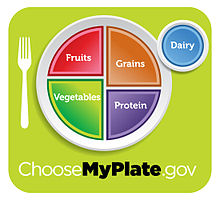 Fruits
Grains
Dairy
Vegetables
Protein
ChooseMyPlate.gov